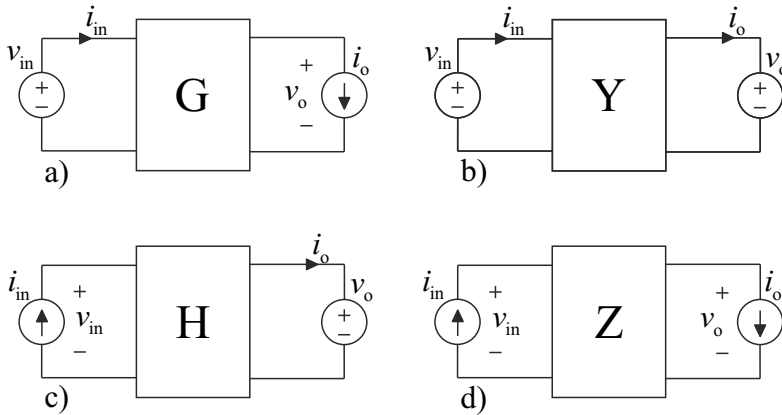 i_in i_in i_o
v_in + − G + v_o − i_o v_in + − Y v_o + −
a) b)
i_o
i_in + v_in − H v_o + − i_in + v_in − Z + v_o − i_o
c) d)